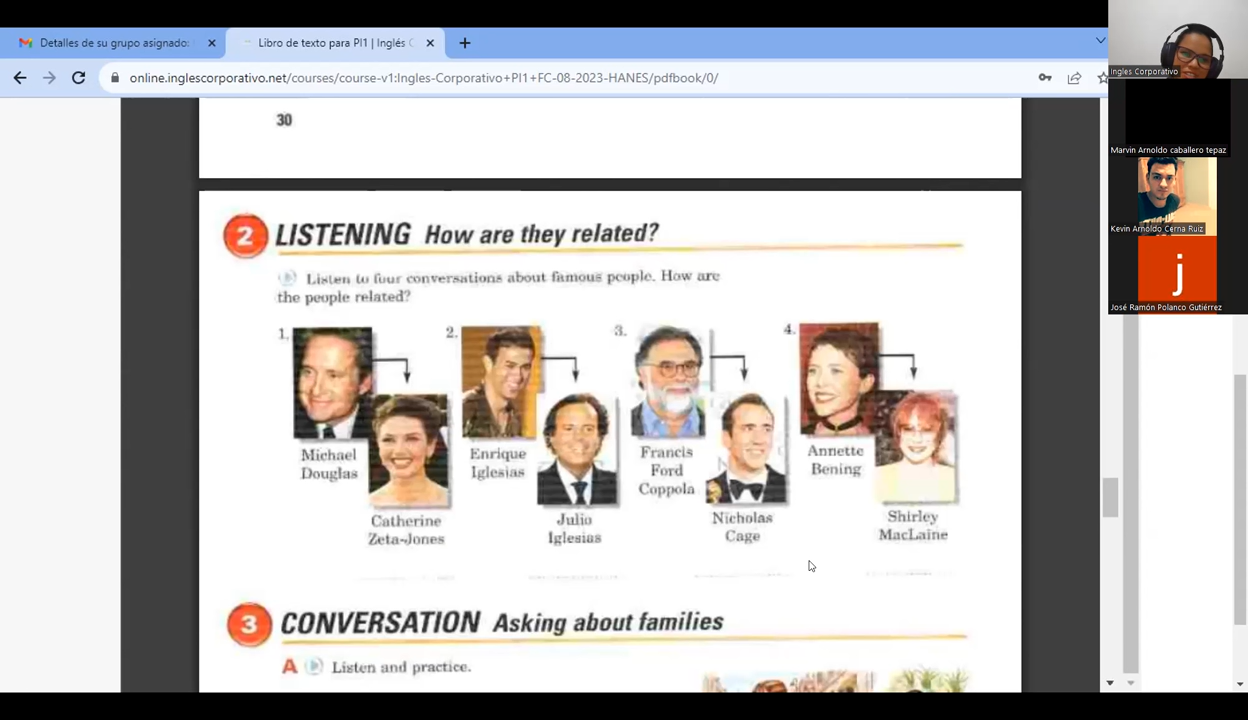 Detalles de su grupo asignado:
Libro de texto para PI1 | Inglés C
online.inglescorporativo.net/courses/course-v1:Ingles-Corporativo+PI1+FC-08-2023-HANES/pdfbook/0/
Ingles Corporativo
Marvin Arnoldo caballero tepaz
Kevin Arnoldo Cerna Ruiz
j
José Ramón Polanco Gutiérrez
30
2 LISTENING How are they related?
Listen to four conversations about famous people. How are
the people related?
1. 2. 3. 4.
Michael
Douglas
Catherine
Zeta-Jones
Enrique
Iglesias
Julio
Iglesias
Francis
Ford
Coppola
Nicholas
Cage
Annette
Bening
Shirley
MacLaine
3 CONVERSATION Asking about families
A Listen and practice.